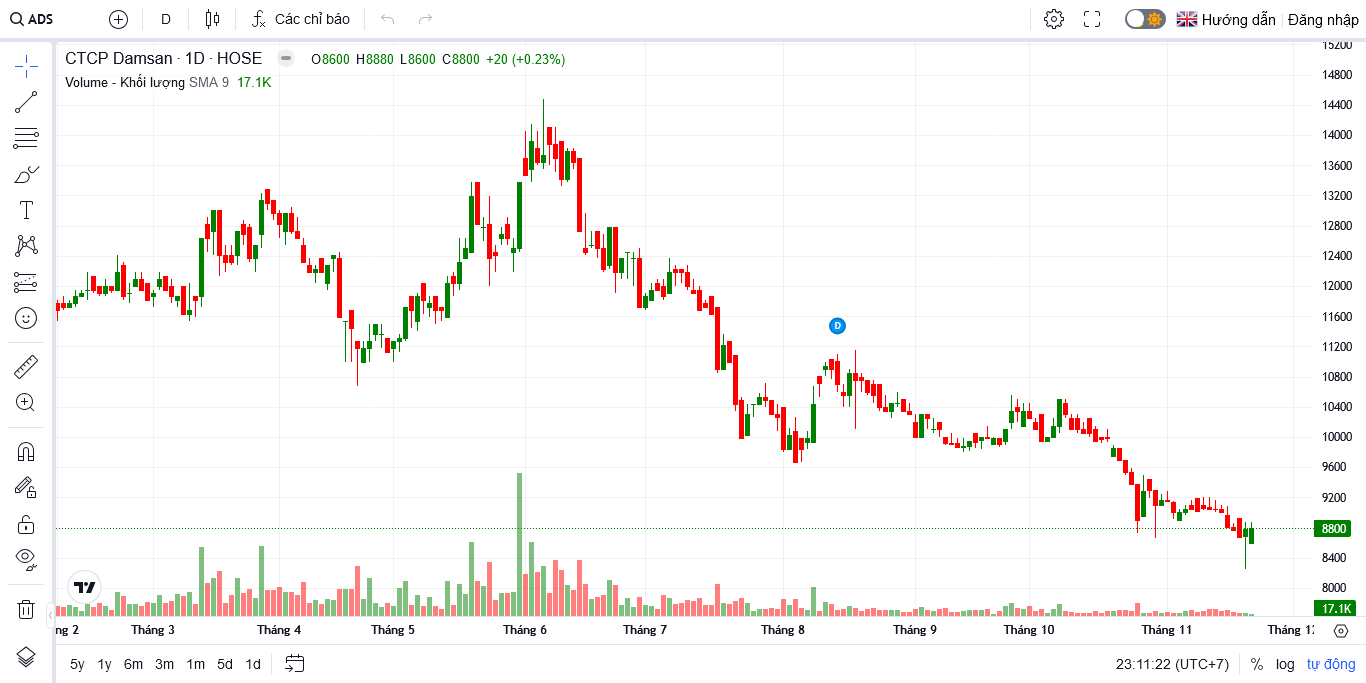 ADS D Các chỉ báo Hướng dẫn Đăng nhập
CTCP Damsan · 1D · HOSE O8600 H8880 L8600 C8800 +20 (+0.23%)
Volume - Khối lượng SMA 9 17.1K
15200
14800
14400
14000
13600
13200
12800
12400
12000
11600
11200
10800
10400
10000
9600
9200
8800
8400
8000
17.1K
D
ng 2 Tháng 3 Tháng 4 Tháng 5 Tháng 6 Tháng 7 Tháng 8 Tháng 9 Tháng 10 Tháng 11 Tháng 1
5y 1y 6m 3m 1m 5d 1d 23:11:22 (UTC+7) % log tự động